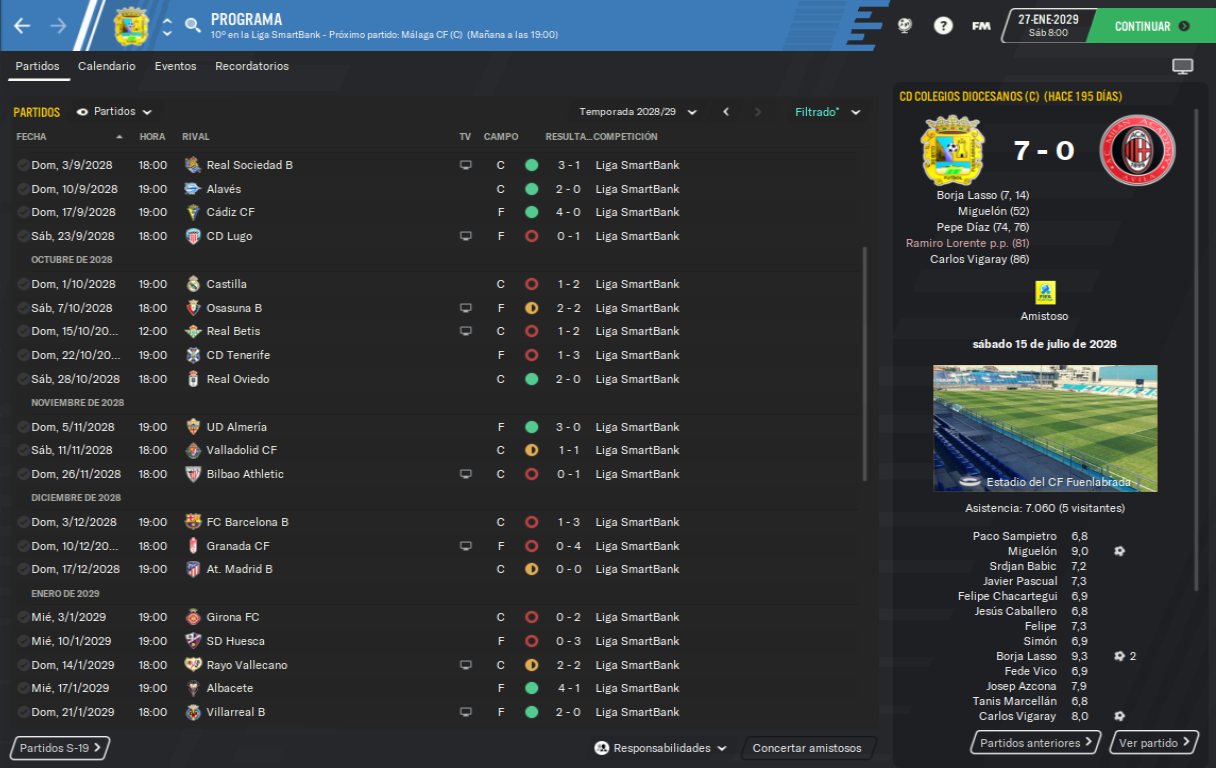 PROGRAMA
10º en la Liga SmartBank - Próximo partido: Málaga CF (C) (Mañana a las 19:00)
?
FM
27-ENE-2029
Sáb 8:00
CONTINUAR
Partidos Calendario Eventos Recordatorios
PARTIDOS Partidos Temporada 2028/29 Filtrado*
FECHA HORA RIVAL TV CAMPO RESULTA... COMPETICIÓN
Dom, 3/9/2028 18:00 Real Sociedad B C 3 - 1 Liga SmartBank
Dom, 10/9/2028 19:00 Alavés C 2 - 0 Liga SmartBank
Dom, 17/9/2028 19:00 Cádiz CF F 4 - 0 Liga SmartBank
Sáb, 23/9/2028 18:00 CD Lugo F 0 - 1 Liga SmartBank
OCTUBRE DE 2028
Dom, 1/10/2028 19:00 Castilla C 1 - 2 Liga SmartBank
Sáb, 7/10/2028 18:00 Osasuna B F 2 - 2 Liga SmartBank
Dom, 15/10/20... 12:00 Real Betis C 1 - 2 Liga SmartBank
Dom, 22/10/20... 19:00 CD Tenerife F 1 - 3 Liga SmartBank
Sáb, 28/10/2028 18:00 Real Oviedo C 2 - 0 Liga SmartBank
NOVIEMBRE DE 2028
Dom, 5/11/2028 19:00 UD Almería F 3 - 0 Liga SmartBank
Sáb, 11/11/2028 18:00 Valladolid CF C 1 - 1 Liga SmartBank
Dom, 26/11/2028 18:00 Bilbao Athletic C 0 - 1 Liga SmartBank
DICIEMBRE DE 2028
Dom, 3/12/2028 19:00 FC Barcelona B C 1 - 3 Liga SmartBank
Dom, 10/12/20... 18:00 Granada CF F 0 - 4 Liga SmartBank
Dom, 17/12/2028 19:00 At. Madrid B C 0 - 0 Liga SmartBank
ENERO DE 2029
Mié, 3/1/2029 19:00 Girona FC C 0 - 2 Liga SmartBank
Mié, 10/1/2029 19:00 SD Huesca F 0 - 3 Liga SmartBank
Dom, 14/1/2029 18:00 Rayo Vallecano C 2 - 2 Liga SmartBank
Mié, 17/1/2029 19:00 Albacete F 4 - 1 Liga SmartBank
Dom, 21/1/2029 18:00 Villarreal B F 2 - 0 Liga SmartBank
Partidos S-19
Responsabilidades
Concertar amistosos
CD COLEGIOS DIOCESANOS (C) (HACE 195 DÍAS)
7 - 0
Borja Lasso (7, 14)
Miguelón (52)
Pepe Díaz (74, 76)
Ramiro Lorente p.p. (81)
Carlos Vigaray (86)
Amistoso
sábado 15 de julio de 2028
Estadio del CF Fuenlabrada
Asistencia: 7.060 (5 visitantes)
Paco Sampietro 6,8
Miguelón 9,0
Srdjan Babic 7,2
Javier Pascual 7,3
Felipe Chacartegui 6,9
Jesús Caballero 6,8
Felipe 7,3
Simón 6,9
Borja Lasso 9,3 2
Fede Vico 6,9
Josep Azcona 7,9
Tanis Marcellán 6,8
Carlos Vigaray 8,0
Partidos anteriores
Ver partido